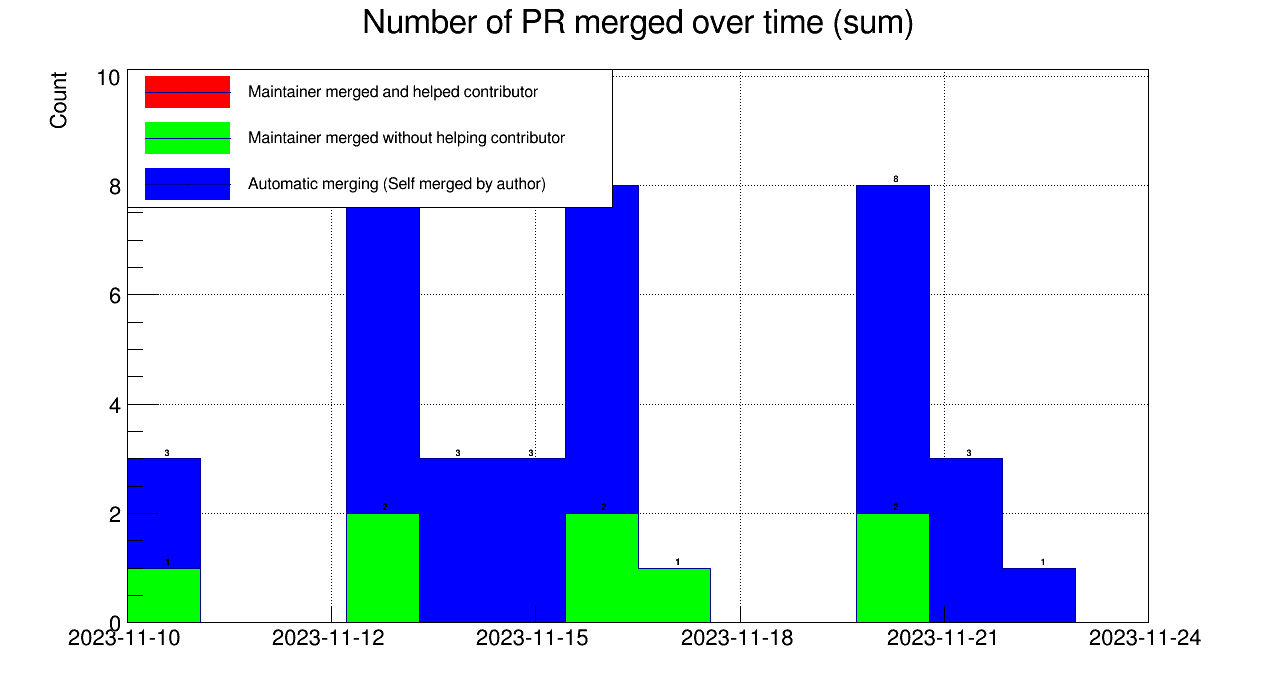 Number of PR merged over time (sum)
Count
10
8
6
4
2
0
Maintainer merged and helped contributor
Maintainer merged without helping contributor
Automatic merging (Self merged by author)
8
3 3 3 3
2 2 2
1 1 1
2023-11-10 2023-11-12 2023-11-15 2023-11-18 2023-11-21 2023-11-24